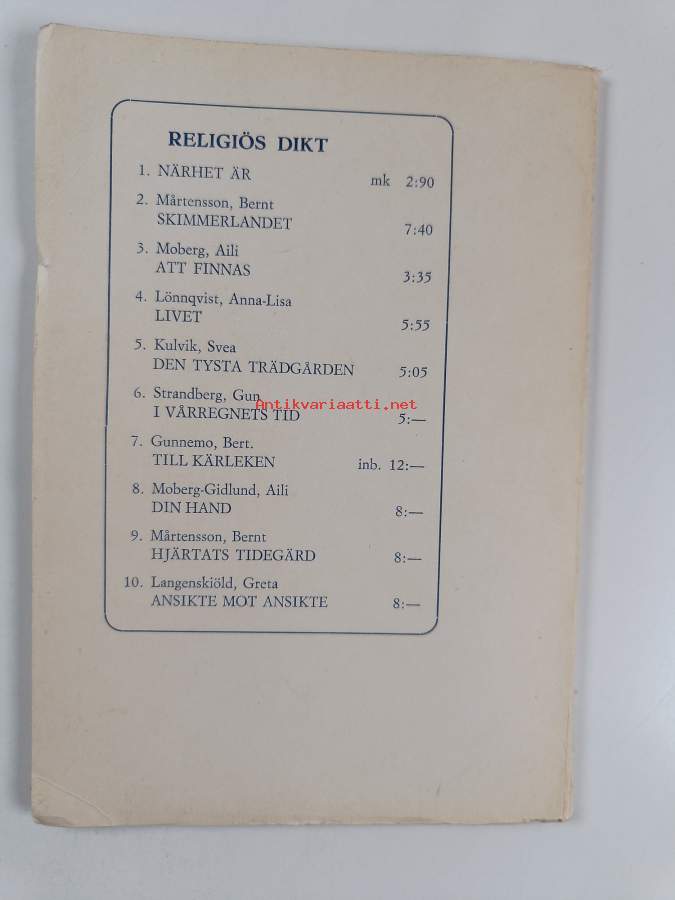 RELIGIÖS DIKT
1. NÄRHET ÄR mk 2:90
2. Mårtensson, Bernt
SKIMMERLANDET 7:40
3. Moberg, Aili
ATT FINNAS 3:35
4. Lönnqvist, Anna-Lisa
LIVET 5:55
5. Kulvik, Svea
DEN TYSTA TRÄDGÅRDEN 5:05
6. Strandberg, Gun
Antikvariaatti.net
I VÅRREGNETS TID 5:—
7. Gunnemo, Bert.
TILL KÄRLEKEN inb. 12:—
8. Moberg-Gidlund, Aili
DIN HAND 8:—
9. Mårtensson, Bernt
HJÄRTATS TIDEGÄRD 8:—
10. Langenskiöld, Greta
ANSIKTE MOT ANSIKTE 8:—